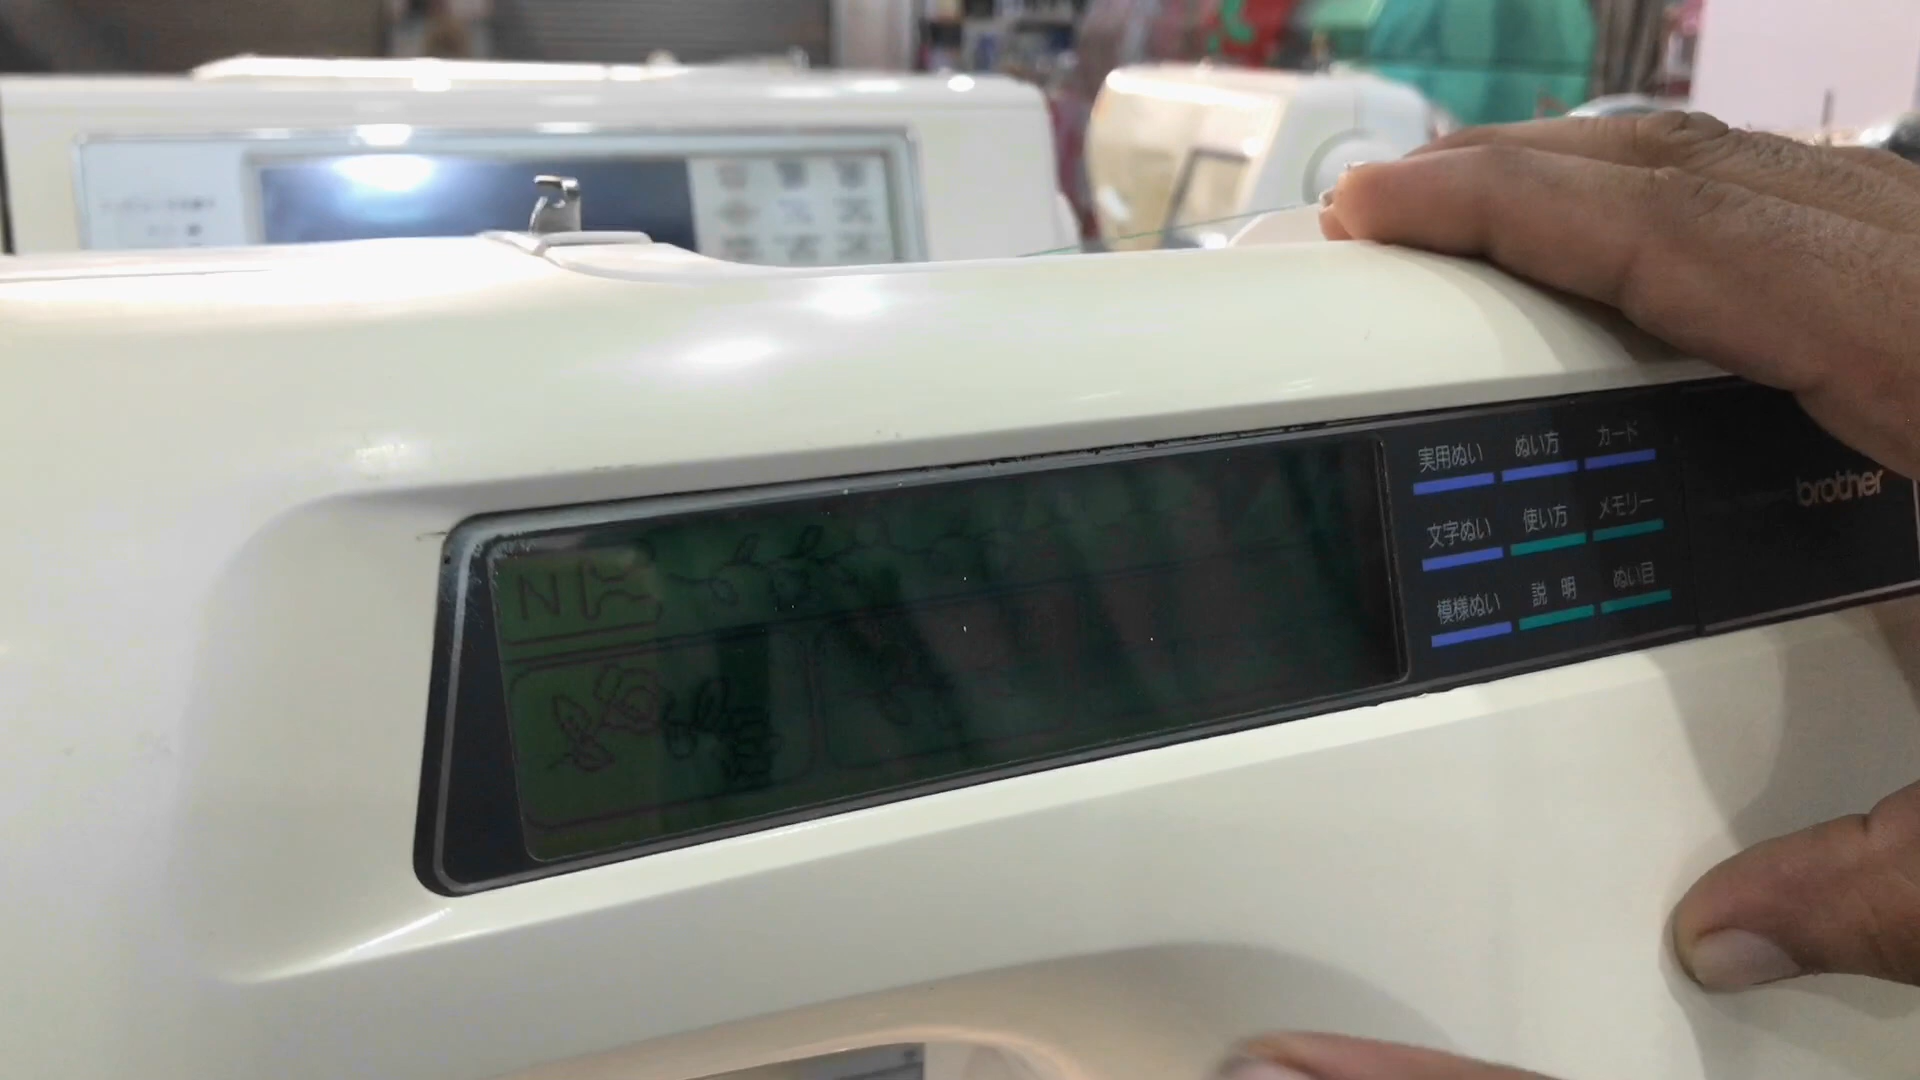 実用ぬい ぬい方 カード
文字ぬい 使い方 メモリー
模様ぬい 説 明 ぬい目
brother
N